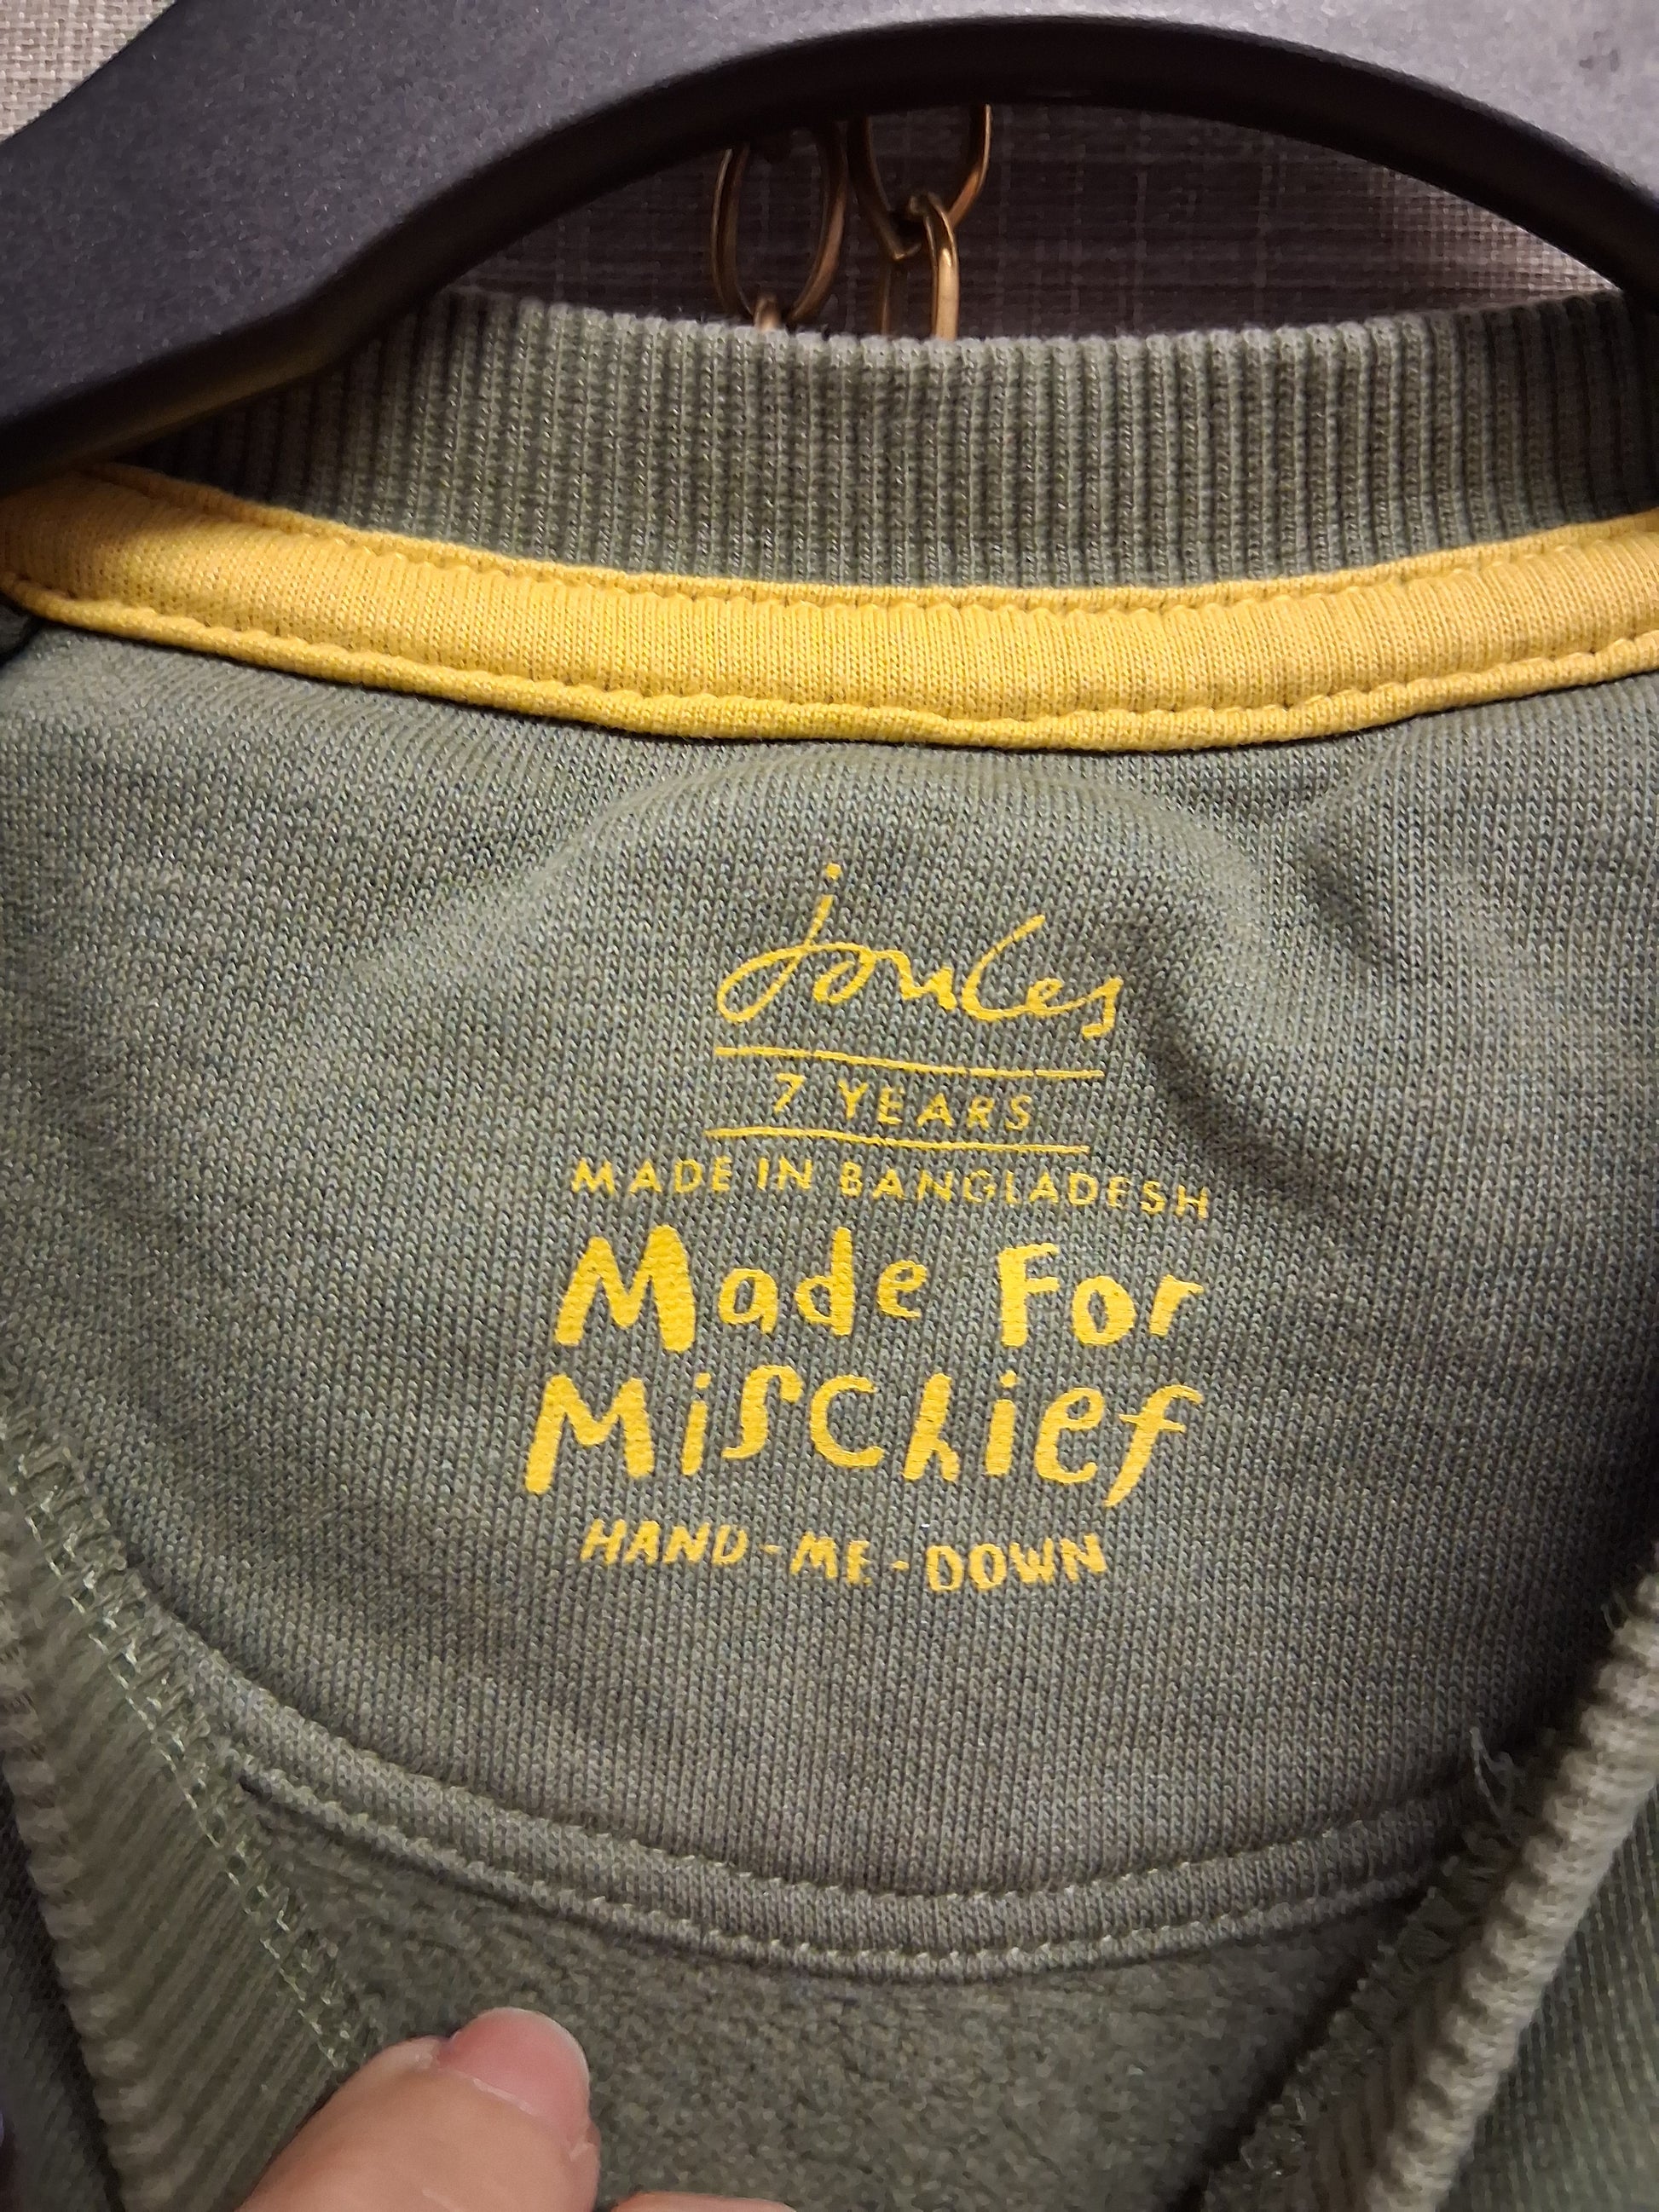 joules
7 YEARS
MADE IN BANGLADESH
Made For
Mischief
HAND-ME-DOWN